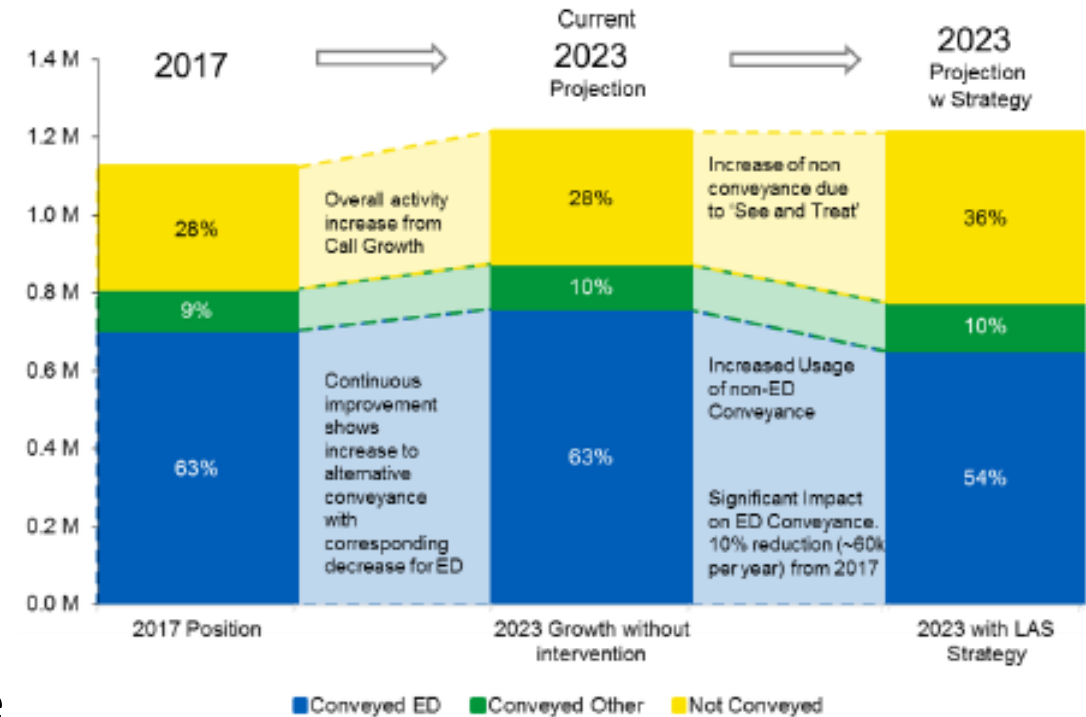 Current
2017
2023
Projection
2023
Projection
w Strategy
1.4 M
1.2 M
1.0 M
0.8 M
0.6 M
0.4 M
0.2 M
0.0 M
28%
9%
63%
Overall activity
increase from
Call Growth
Continuous
improvement
shows
increase to
alternative
conveyance
with
corresponding
decrease for ED
28%
10%
63%
Increase of non
conveyance due
to 'See and Treat'
Increased Usage
of non-ED
Conveyance
Significant Impact
on ED Conveyance.
10% reduction (~60k
per year) from 2017
36%
10%
54%
2017 Position
2023 Growth without
intervention
2023 with LAS
Strategy
Conveyed ED
Conveyed Other
Not Conveyed